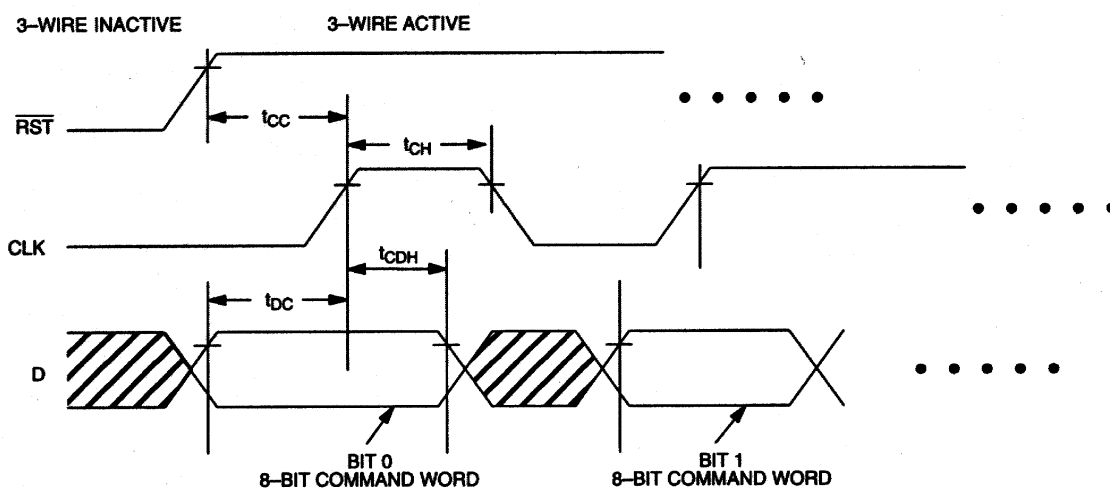 3–WIRE INACTIVE
3–WIRE ACTIVE
RST
tCC
tCH
CLK
tCDH
tDC
D
BIT 0
8–BIT COMMAND WORD
BIT 1
8–BIT COMMAND WORD